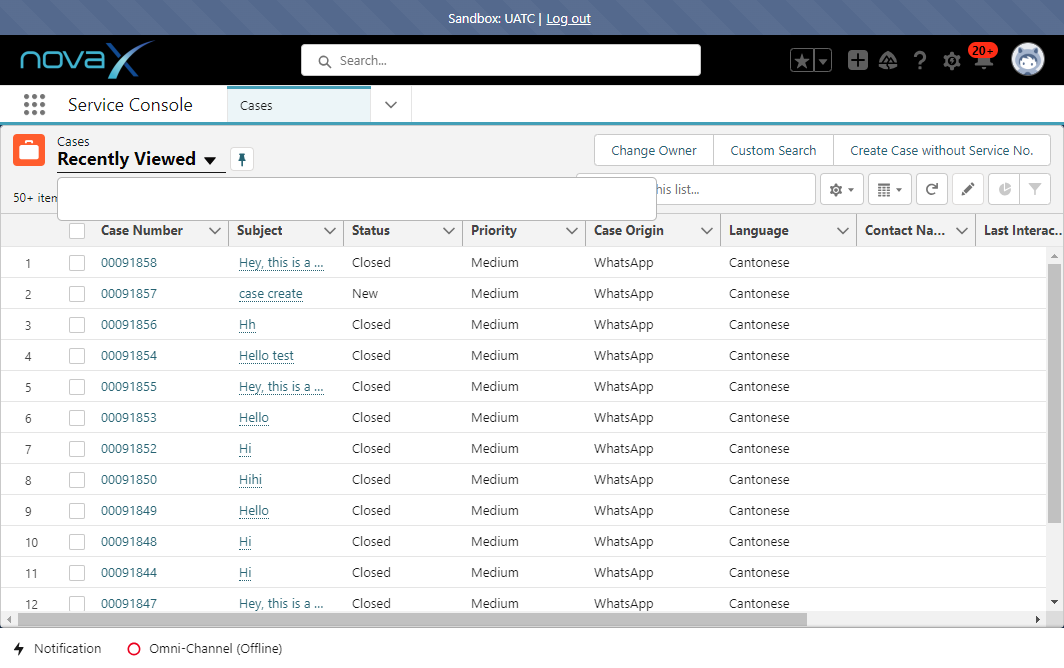 Sandbox: UATC | Log out
novaX
Search...
20+
Service Console
Cases
Cases
Recently Viewed
Change Owner
Custom Search
Create Case without Service No.
50+ item
this list...
Case Number
Subject
Status
Priority
Case Origin
Language
Contact Na...
Last Interac...
1 00091858 Hey, this is a ... Closed Medium WhatsApp Cantonese
2 00091857 case create New Medium WhatsApp Cantonese
3 00091856 Hh Closed Medium WhatsApp Cantonese
4 00091854 Hello test Closed Medium WhatsApp Cantonese
5 00091855 Hey, this is a ... Closed Medium WhatsApp Cantonese
6 00091853 Hello Closed Medium WhatsApp Cantonese
7 00091852 Hi Closed Medium WhatsApp Cantonese
8 00091850 Hihi Closed Medium WhatsApp Cantonese
9 00091849 Hello Closed Medium WhatsApp Cantonese
10 00091848 Hi Closed Medium WhatsApp Cantonese
11 00091844 Hi Closed Medium WhatsApp Cantonese
12 00091847 Hey, this is a ... Closed Medium WhatsApp Cantonese
Notification
Omni-Channel (Offline)